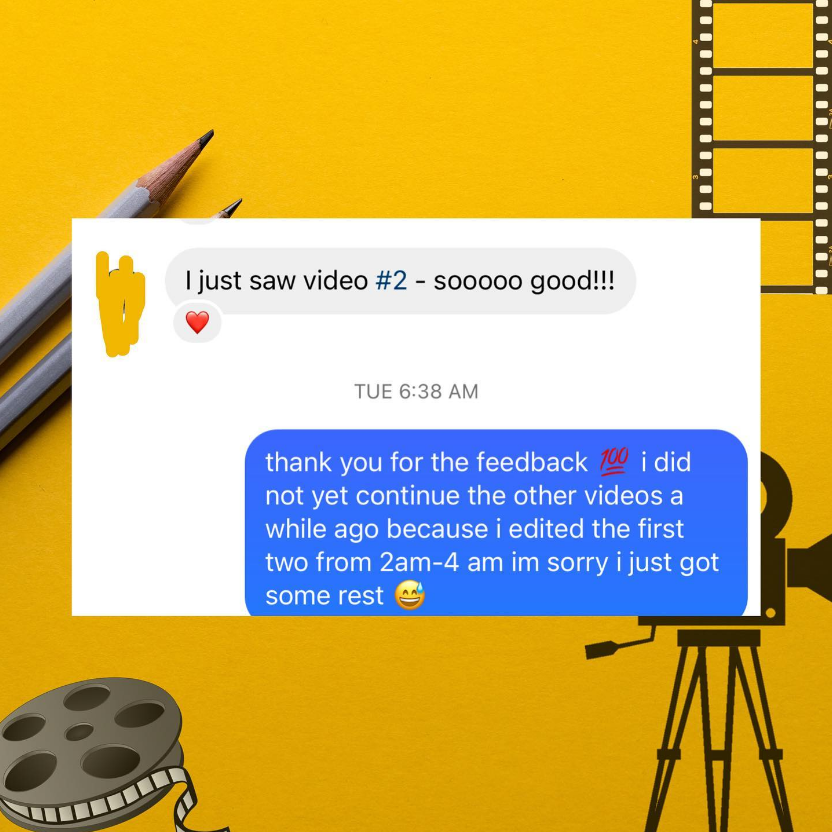 I just saw video #2 - sooooo good!!!
❤️
TUE 6:38 AM
thank you for the feedback 💯 i did
not yet continue the other videos a
while ago because i edited the first
two from 2am-4 am im sorry i just got
some rest 😅